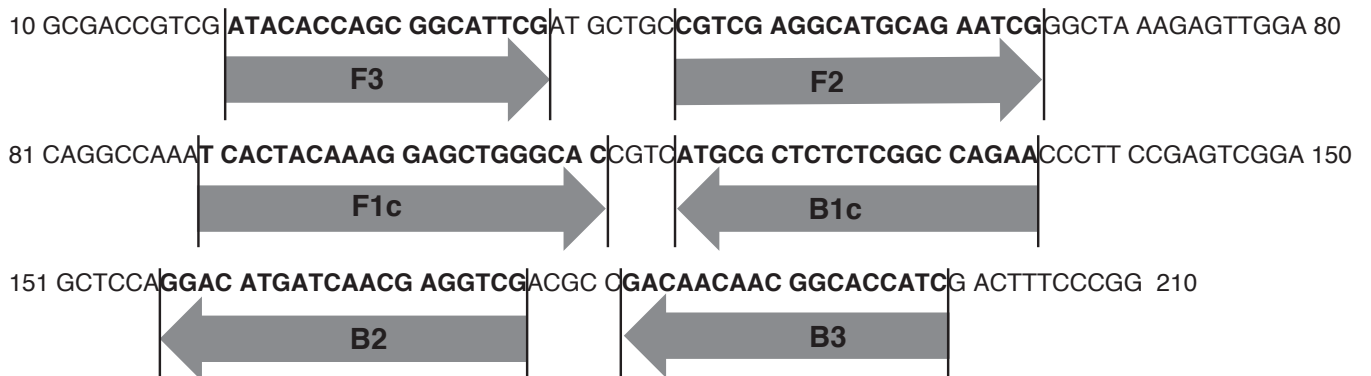 10 GCGACCGTCG ATACACCAGC GGCATTCGAT GCTGCCGTCG AGGCATGCAG AATCGGGCTA AAGAGTTGGA 80
F3 F2
81 CAGGCCAAAT CACTACAAAG GAGCTGGGCAC CCGTCATGCG CTCTCTCGGC CAGAACCCTT CCGAGTCGGA 150
F1c B1c
151 GCTCCAGGAC ATGATCAACG AGGTCGACGC CGACAACAAC GGCACCATCG ACTTTCCCGG 210
B2 B3